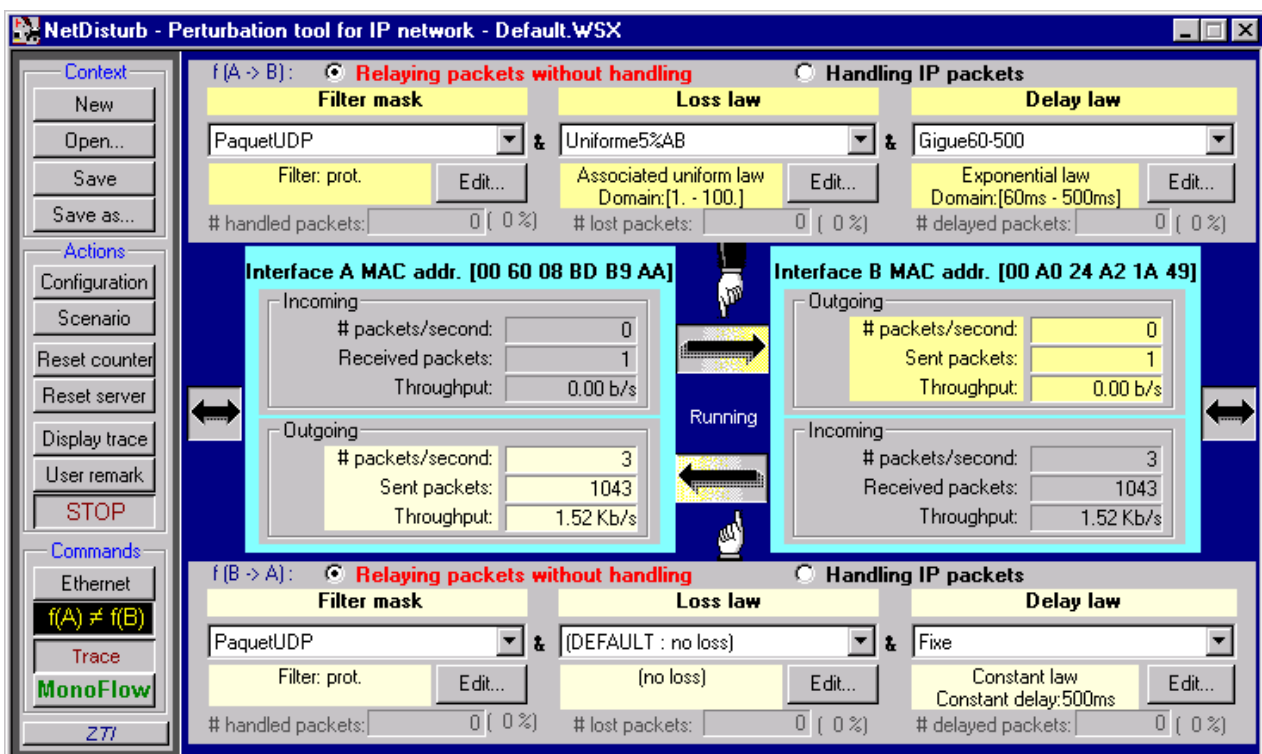 NetDisturb - Perturbation tool for IP network - Default.WSX
Context
New
Open...
Save
Save as...
Actions
Configuration
Scenario
Reset counter
Reset server
Display trace
User remark
STOP
Commands
Ethernet
f(A) ≠ f(B)
Trace
MonoFlow
ZTI
f (A -> B) : Relaying packets without handling Handling IP packets
Filter mask Loss law Delay law
PaquetUDP & Uniforme5%AB & Gigue60-500
Filter: prot. Edit... Associated uniform law Edit... Exponential law Edit...
Domain:[1. - 100.] Domain:[60ms - 500ms]
# handled packets: 0 ( 0 %) # lost packets: 0 ( 0 %) # delayed packets: 0 ( 0 %)
Interface A MAC addr. [00 60 08 BD B9 AA]
Incoming
# packets/second: 0
Received packets: 1
Throughput: 0.00 b/s
Outgoing
# packets/second: 3
Sent packets: 1043
Throughput: 1.52 Kb/s
Running
Interface B MAC addr. [00 A0 24 A2 1A 49]
Outgoing
# packets/second: 0
Sent packets: 1
Throughput: 0.00 b/s
Incoming
# packets/second: 3
Received packets: 1043
Throughput: 1.52 Kb/s
f (B -> A) : Relaying packets without handling Handling IP packets
Filter mask Loss law Delay law
PaquetUDP & (DEFAULT : no loss) & Fixe
Filter: prot. Edit... (no loss) Edit... Constant law Edit...
Constant delay:500ms
# handled packets: 0 ( 0 %) # lost packets: 0 ( 0 %) # delayed packets: 0 ( 0 %)